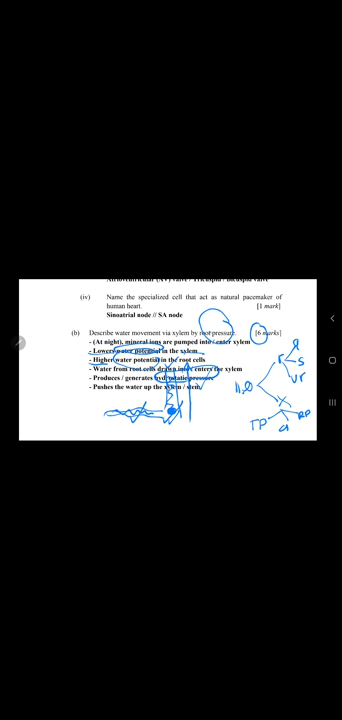 Atrioventricular (AV) valve / Tricuspid / Bicuspid valve
(iv) Name the specialized cell that act as natural pacemaker of
human heart. [1 mark]
Sinoatrial node // SA node
(b) Describe water movement via xylem by root pressure. [6 marks]
- (At night), mineral ions are pumped into / enter xylem
- Lowers water potential in the xylem
- Higher water potential in the root cells
- Water from root cells drawn into / enters the xylem
- Produces / generates hydrostatic pressure
- Pushes the water up the xylem / stem
r
s
vr
x
TP
RP